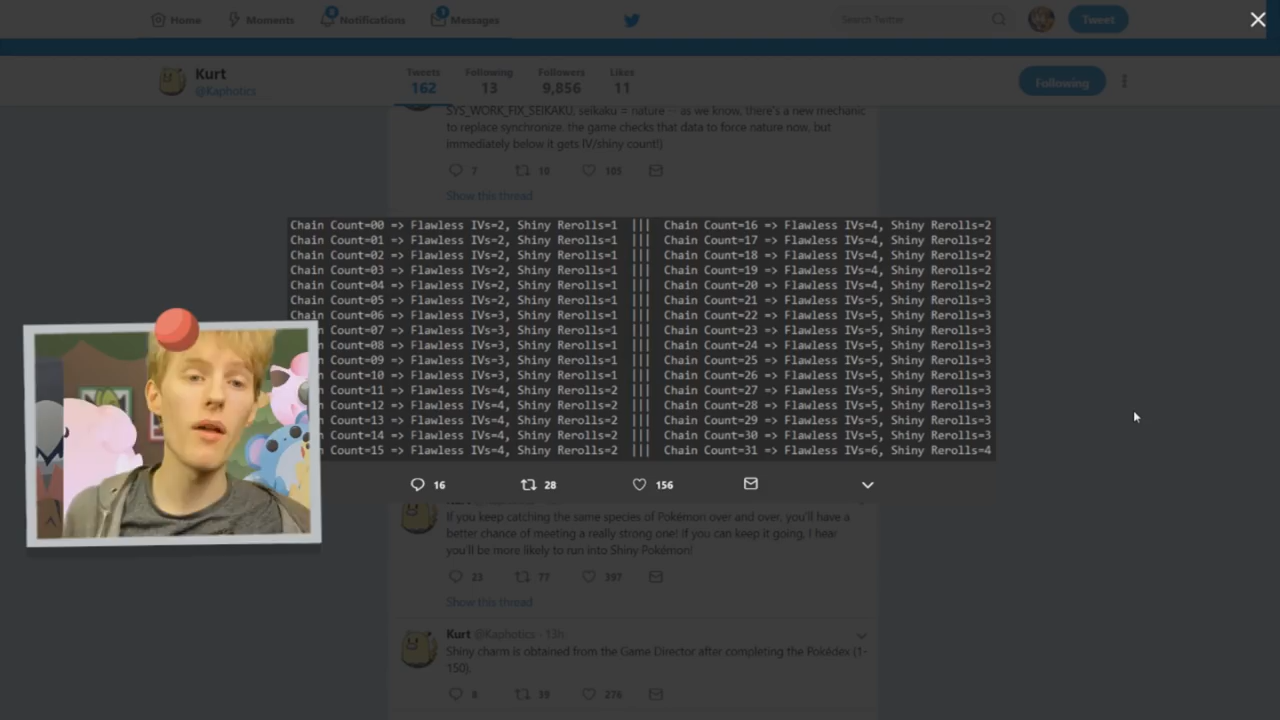 Home
Moments
Notifications
Messages
Search Twitter
Tweet
Kurt
@Kaphotics
Tweets
162
Following
13
Followers
9,856
Likes
11
Following
SYS_WORK_FIX_SEIKAKU. seikaku = nature - as we know, there's a new mechanic
to replace synchronize. the game checks that data to force nature now, but
immediately below it gets IV/shiny count!)
7 10 105
Show this thread
Chain Count=00 => Flawless IVs=2, Shiny Rerolls=1 ||| Chain Count=16 => Flawless IVs=4, Shiny Rerolls=2
Chain Count=01 => Flawless IVs=2, Shiny Rerolls=1 ||| Chain Count=17 => Flawless IVs=4, Shiny Rerolls=2
Chain Count=02 => Flawless IVs=2, Shiny Rerolls=1 ||| Chain Count=18 => Flawless IVs=4, Shiny Rerolls=2
Chain Count=03 => Flawless IVs=2, Shiny Rerolls=1 ||| Chain Count=19 => Flawless IVs=4, Shiny Rerolls=2
Chain Count=04 => Flawless IVs=2, Shiny Rerolls=1 ||| Chain Count=20 => Flawless IVs=4, Shiny Rerolls=2
Chain Count=05 => Flawless IVs=2, Shiny Rerolls=1 ||| Chain Count=21 => Flawless IVs=5, Shiny Rerolls=3
Chain Count=06 => Flawless IVs=3, Shiny Rerolls=1 ||| Chain Count=22 => Flawless IVs=5, Shiny Rerolls=3
n Count=07 => Flawless IVs=3, Shiny Rerolls=1 ||| Chain Count=23 => Flawless IVs=5, Shiny Rerolls=3
n Count=08 => Flawless IVs=3, Shiny Rerolls=1 ||| Chain Count=24 => Flawless IVs=5, Shiny Rerolls=3
n Count=09 => Flawless IVs=3, Shiny Rerolls=1 ||| Chain Count=25 => Flawless IVs=5, Shiny Rerolls=3
n Count=10 => Flawless IVs=3, Shiny Rerolls=1 ||| Chain Count=26 => Flawless IVs=5, Shiny Rerolls=3
n Count=11 => Flawless IVs=4, Shiny Rerolls=2 ||| Chain Count=27 => Flawless IVs=5, Shiny Rerolls=3
n Count=12 => Flawless IVs=4, Shiny Rerolls=2 ||| Chain Count=28 => Flawless IVs=5, Shiny Rerolls=3
n Count=13 => Flawless IVs=4, Shiny Rerolls=2 ||| Chain Count=29 => Flawless IVs=5, Shiny Rerolls=3
n Count=14 => Flawless IVs=4, Shiny Rerolls=2 ||| Chain Count=30 => Flawless IVs=5, Shiny Rerolls=3
n Count=15 => Flawless IVs=4, Shiny Rerolls=2 ||| Chain Count=31 => Flawless IVs=6, Shiny Rerolls=4
16 28 156
If you keep catching the same species of Pokémon over and over, you'll have a
better chance of meeting a really strong one! If you can keep it going, I hear
you'll be more likely to run into Shiny Pokémon!
23 77 397
Show this thread
Kurt @Kaphotics - 13h
Shiny charm is obtained from the Game Director after completing the Pokédex (1-
150).
8 39 276